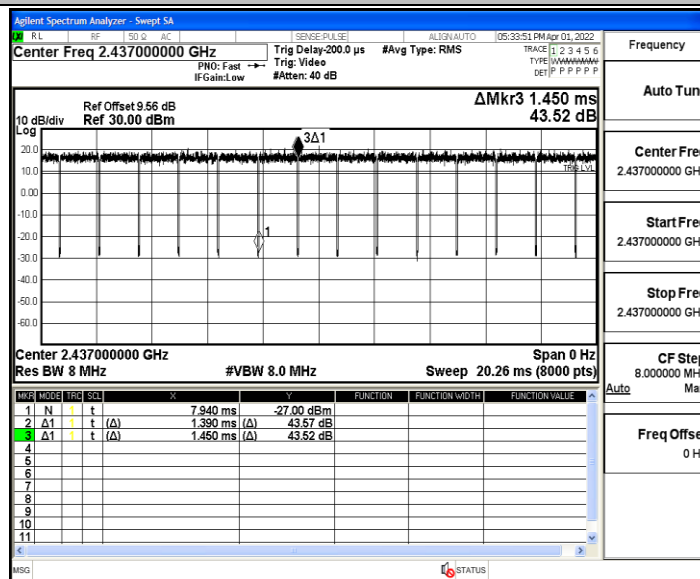 Agilent Spectrum Analyzer - Swept SA
RL RF 50 Ω AC SENSE:PULSE ALIGNAUTO 05:33:51 PM Apr 01, 2022
Center Freq 2.437000000 GHz
PNO: Fast
IFGain:Low
Trig Delay-200.0 µs
Trig: Video
#Atten: 40 dB
#Avg Type: RMS
TRACE 1 2 3 4 5 6
TYPE
DET P P P P P P
Ref Offset 9.56 dB
10 dB/div Ref 30.00 dBm
ΔMkr3 1.450 ms
43.52 dB
Log
20.0
10.0
0.00
-10.0
-20.0
-30.0
-40.0
-50.0
-60.0
3Δ1
TRIG LVL
1
Center 2.437000000 GHz Span 0 Hz
Res BW 8 MHz #VBW 8.0 MHz Sweep 20.26 ms (8000 pts)
MKR MODE TRC SCL X Y FUNCTION FUNCTION WIDTH FUNCTION VALUE
1 N 1 t 7.940 ms -27.00 dBm
2 Δ1 1 t (Δ) 1.390 ms (Δ) 43.57 dB
3 Δ1 1 t (Δ) 1.450 ms (Δ) 43.52 dB
4
5
6
7
8
9
10
11
MSG STATUS
Frequency
Auto Tun
Center Fre
2.437000000 GH
Start Fre
2.437000000 GH
Stop Fre
2.437000000 GH
CF Step
8.000000 MH
Auto Ma
Freq Offse
0 H